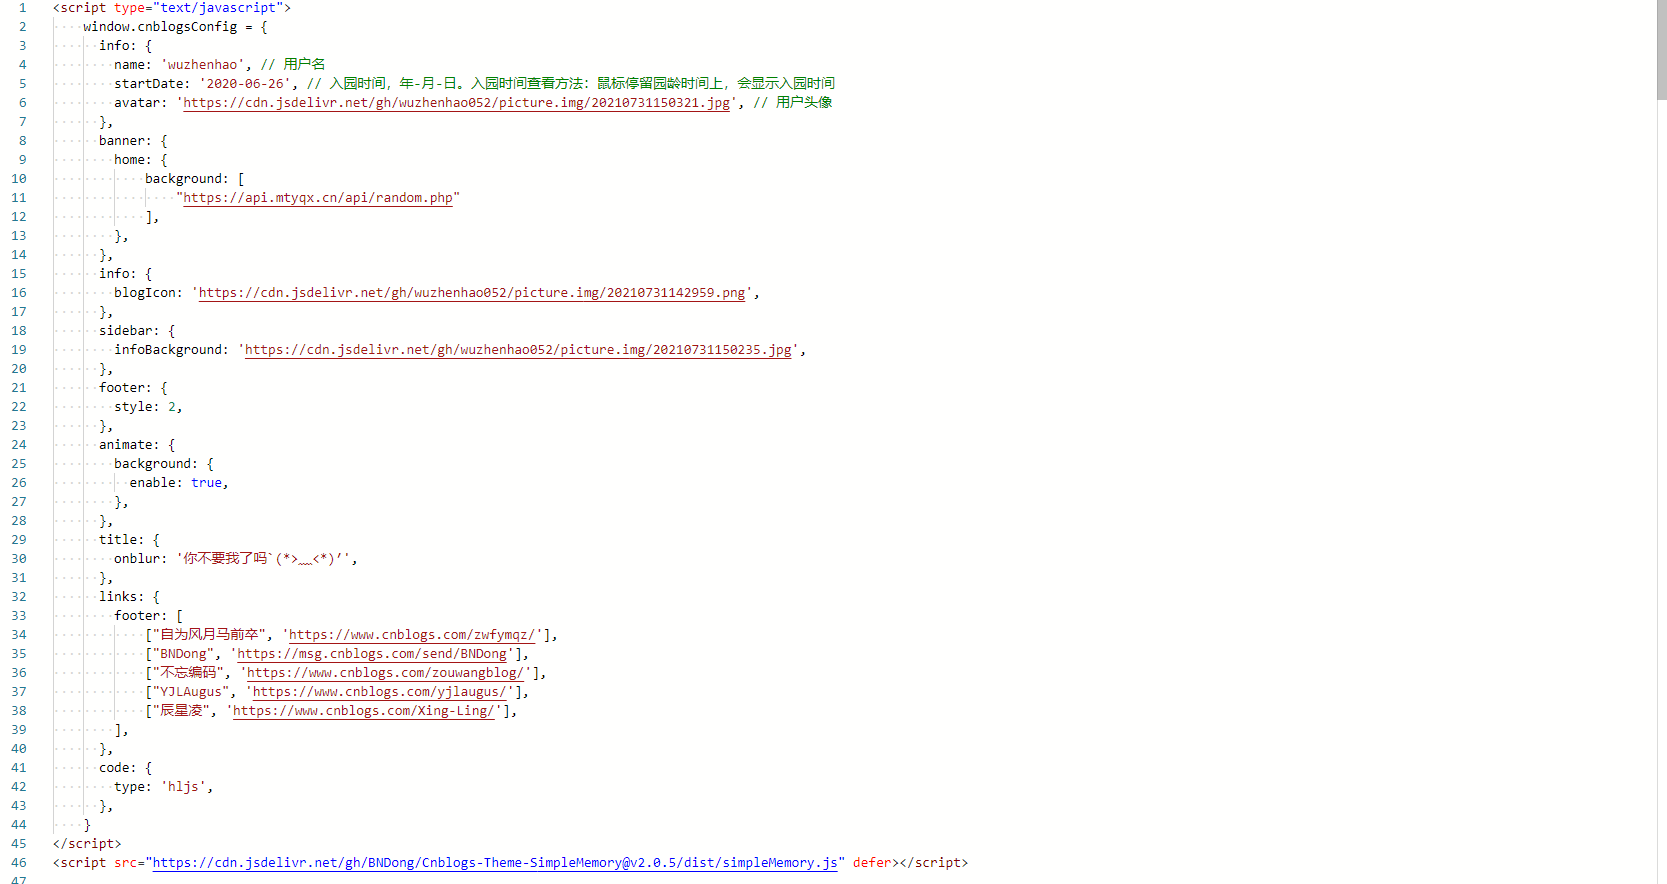 1 <script type="text/javascript">
2 window.cnblogsConfig = {
3 info: {
4 name: 'wuzhenhao', // 用户名
5 startDate: '2020-06-26', // 入园时间，年-月-日。入园时间查看方法：鼠标停留园龄时间上，会显示入园时间
6 avatar: 'https://cdn.jsdelivr.net/gh/wuzhenhao052/picture.img/20210731150321.jpg', // 用户头像
7 },
8 banner: {
9 home: {
10 background: [
11 "https://api.mtyqx.cn/api/random.php"
12 ],
13 },
14 },
15 info: {
16 blogIcon: 'https://cdn.jsdelivr.net/gh/wuzhenhao052/picture.img/20210731142959.png',
17 },
18 sidebar: {
19 infoBackground: 'https://cdn.jsdelivr.net/gh/wuzhenhao052/picture.img/20210731150235.jpg',
20 },
21 footer: {
22 style: 2,
23 },
24 animate: {
25 background: {
26 enable: true,
27 },
28 },
29 title: {
30 onblur: '你不要我了吗`(*>﹏<*)′',
31 },
32 links: {
33 footer: [
34 ["自为风月马前卒", 'https://www.cnblogs.com/zwfymqz/'],
35 ["BNDong", 'https://msg.cnblogs.com/send/BNDong'],
36 ["不忘编码", 'https://www.cnblogs.com/zouwangblog/'],
37 ["YJLAugus", 'https://www.cnblogs.com/yjlaugus/'],
38 ["辰星凌", 'https://www.cnblogs.com/Xing-Ling/'],
39 ],
40 },
41 code: {
42 type: 'hljs',
43 },
44 }
45 </script>
46 <script src="https://cdn.jsdelivr.net/gh/BNDong/Cnblogs-Theme-SimpleMemory@v2.0.5/dist/simpleMemory.js" defer></script>
47